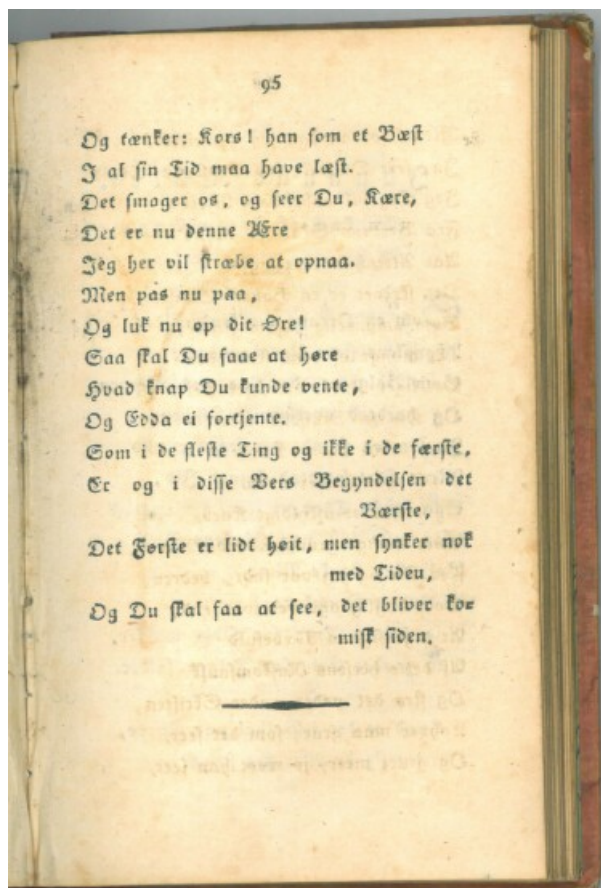 95
Og tænker: Kors! han som et Bæst
I al sin Tid maa have læst.
Det smager os, og seer Du, Kære,
Det er nu denne Ære
Jeg her vil stræbe at opnaa.
Men pas nu paa,
Og luk nu op dit Øre!
Saa skal Du faae at høre
Hvad knap Du kunde vente,
Og Edda ei fortjente.
Som i de fleste Ting og ikke i de færste,
Er og i disse Vers Begyndelsen det
Værste,
Det Første er lidt høit, men synker nok
med Tideu,
Og Du skal faa at see, det bliver ko=
misk siden.